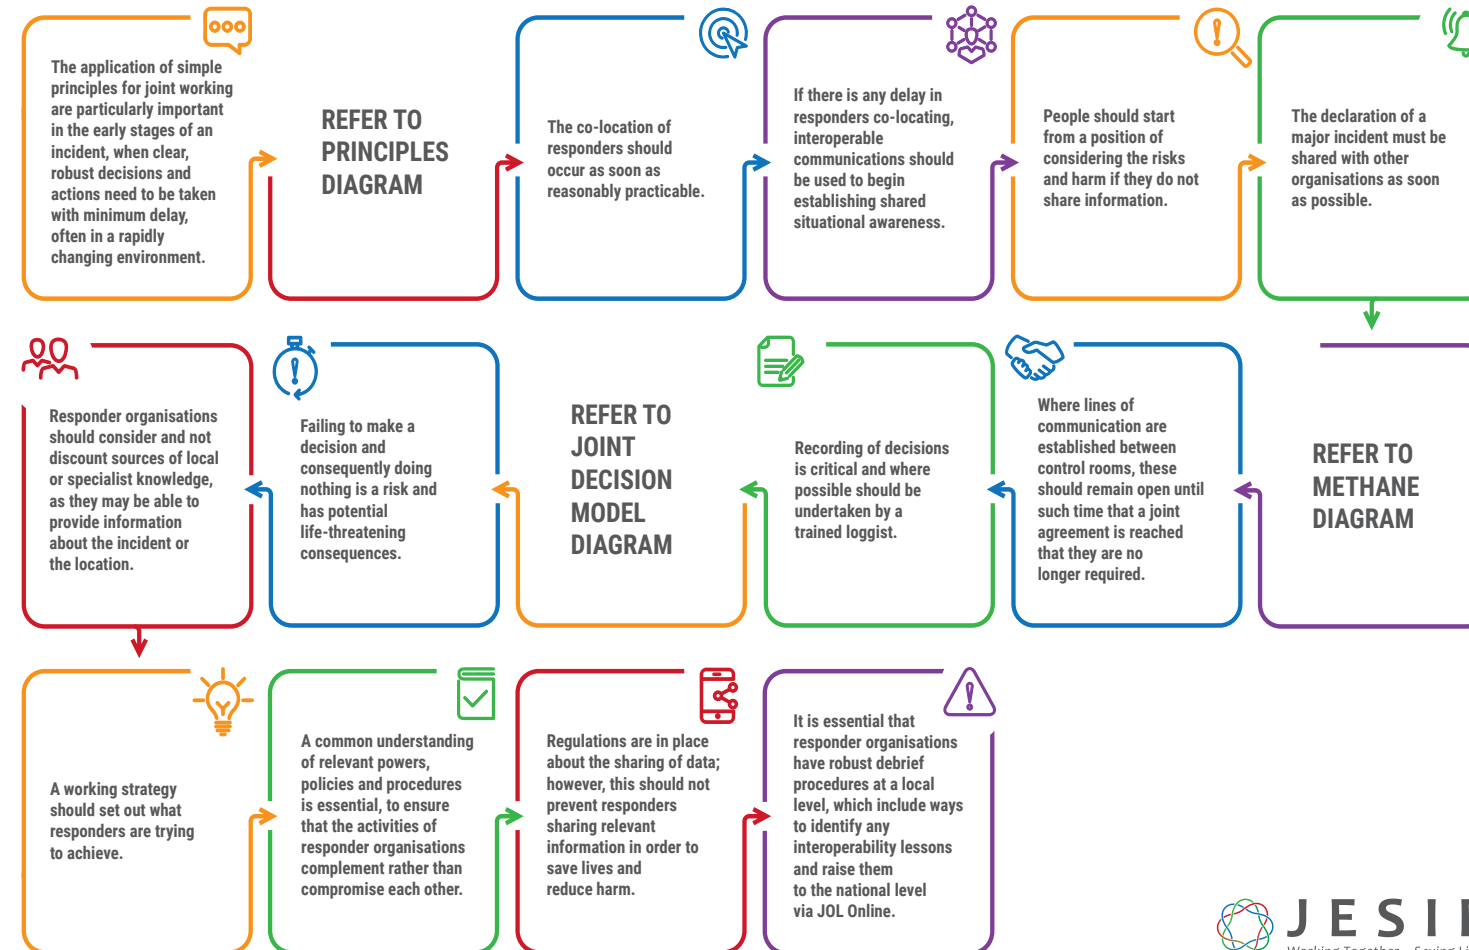 The application of simple
principles for joint working
are particularly important
in the early stages of an
incident, when clear,
robust decisions and
actions need to be taken
with minimum delay,
often in a rapidly
changing environment.
REFER TO
PRINCIPLES
DIAGRAM
The co-location of
responders should
occur as soon as
reasonably practicable.
If there is any delay in
responders co-locating,
interoperable
communications should
be used to begin
establishing shared
situational awareness.
People should start
from a position of
considering the risks
and harm if they do not
share information.
The declaration of a
major incident must be
shared with other
organisations as soon
as possible.
REFER TO
METHANE
DIAGRAM
Where lines of
communication are
established between
control rooms, these
should remain open until
such time that a joint
agreement is reached
that they are no
longer required.
Recording of decisions
is critical and where
possible should be
undertaken by a
trained loggist.
REFER TO
JOINT
DECISION
MODEL
DIAGRAM
Failing to make a
decision and
consequently doing
nothing is a risk and
has potential
life-threatening
consequences.
Responder organisations
should consider and not
discount sources of local
or specialist knowledge,
as they may be able to
provide information
about the incident or
the location.
A working strategy
should set out what
responders are trying
to achieve.
A common understanding
of relevant powers,
policies and procedures
is essential, to ensure
that the activities of
responder organisations
complement rather than
compromise each other.
Regulations are in place
about the sharing of data;
however, this should not
prevent responders
sharing relevant
information in order to
save lives and
reduce harm.
It is essential that
responder organisations
have robust debrief
procedures at a local
level, which include ways
to identify any
interoperability lessons
and raise them
to the national level
via JOL Online.
JESI
Working Together